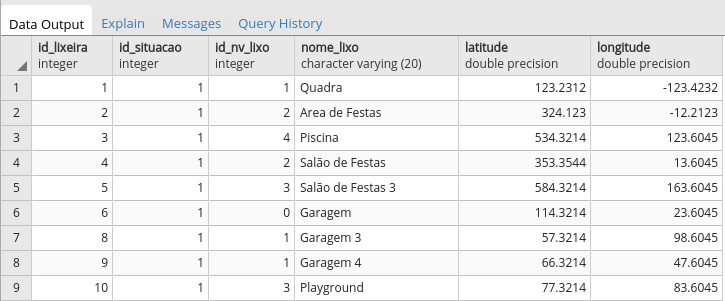 Data Output Explain Messages Query History
id_lixeira id_situacao id_nv_lixo nome_lixo latitude longitude
integer integer integer character varying (20) double precision double precision
1 1 1 1 Quadra 123.2312 -123.4232
2 2 1 2 Area de Festas 324.123 -12.2123
3 3 1 4 Piscina 534.3214 123.6045
4 4 1 2 Salão de Festas 353.3544 13.6045
5 5 1 3 Salão de Festas 3 584.3214 163.6045
6 6 1 0 Garagem 114.3214 23.6045
7 8 1 1 Garagem 3 57.3214 98.6045
8 9 1 1 Garagem 4 66.3214 47.6045
9 10 1 3 Playground 77.3214 83.6045